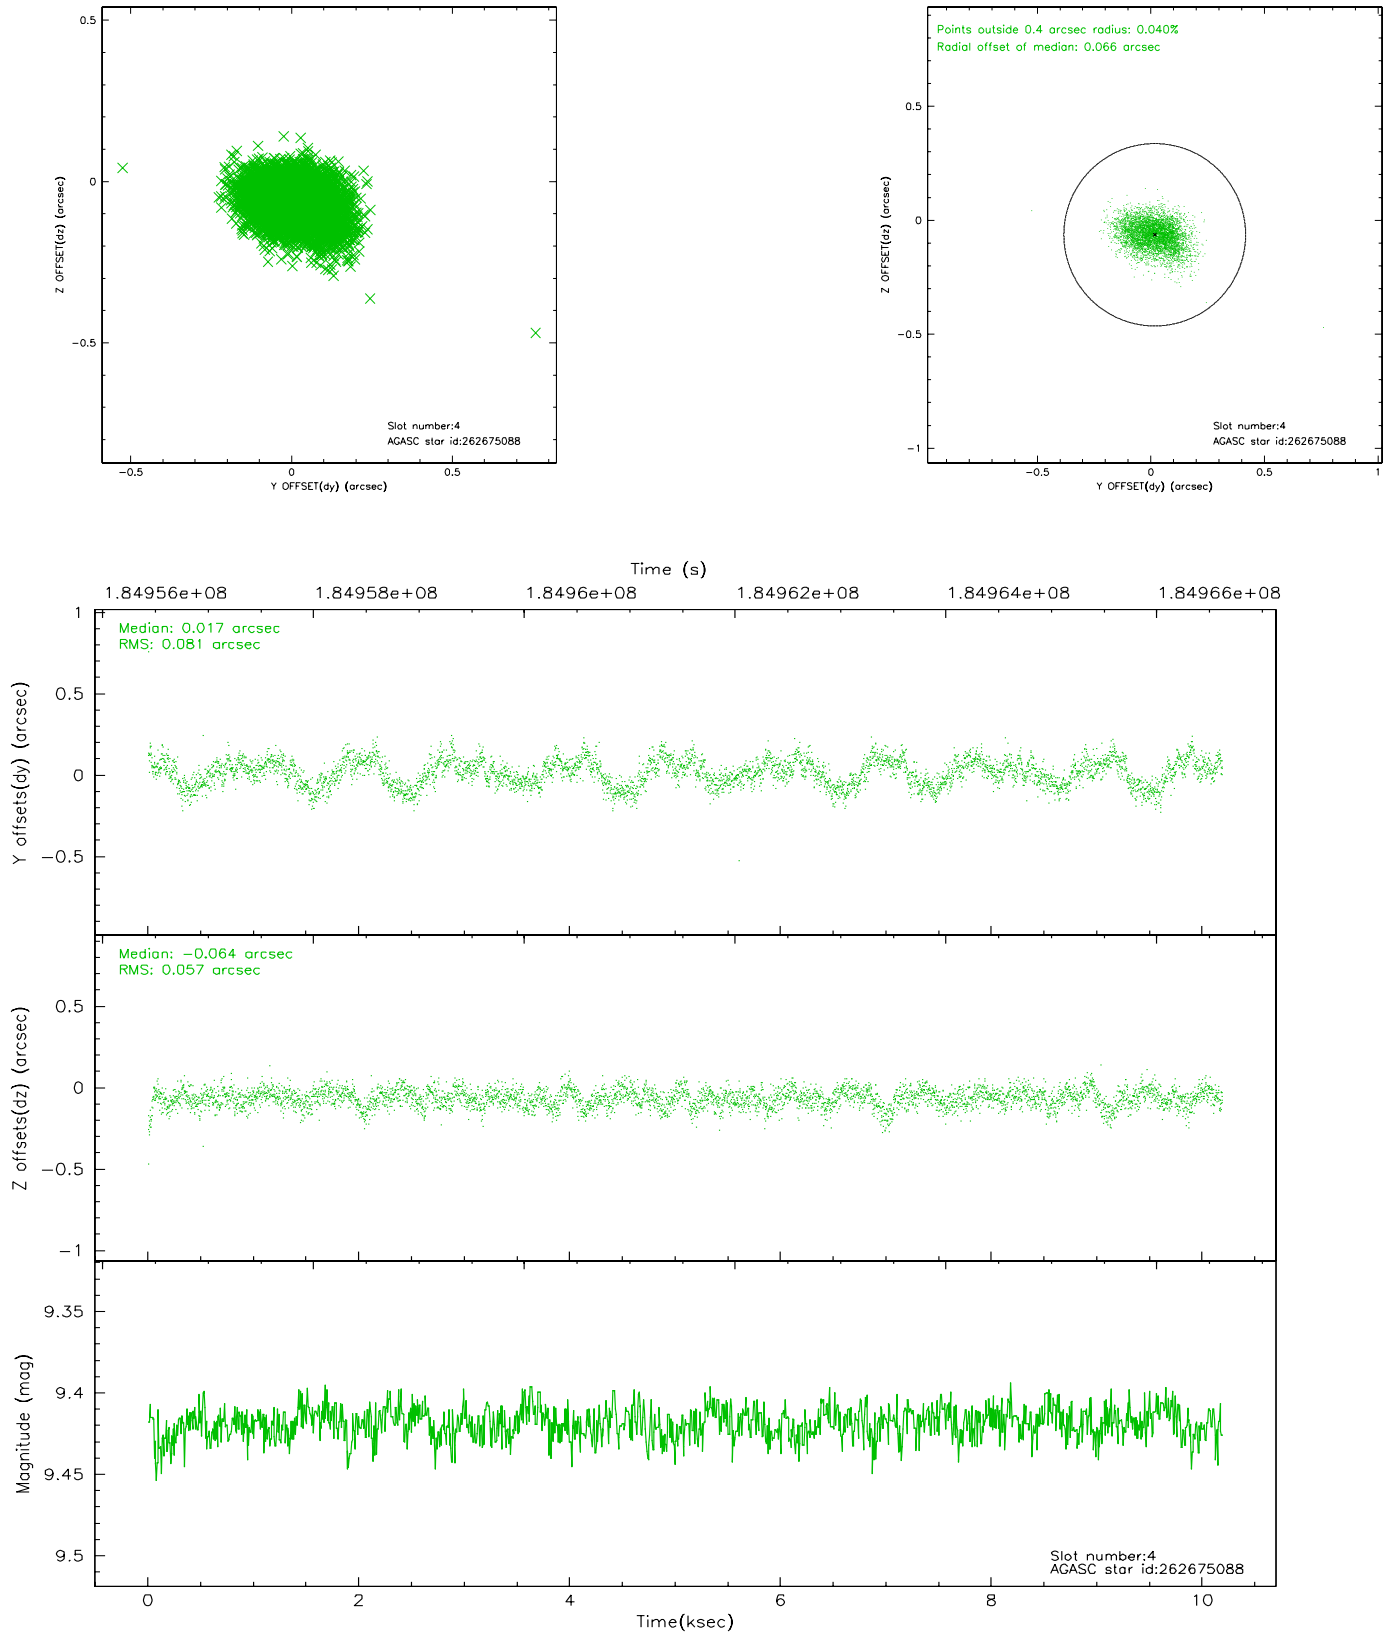 0.5
0
-0.5
Z OFFSET(dz) (arcsec)
Slot number:4
AGASC star id:262675088
-0.5
0
0.5
Y OFFSET(dy) (arcsec)
Points outside 0.4 arcsec radius: 0.040%
Radial offset of median: 0.066 arcsec
0.5
0
-0.5
-1
Z OFFSET(dz) (arcsec)
Slot number:4
AGASC star id:262675088
-0.5
0
0.5
1
Y OFFSET(dy) (arcsec)
Time (s)
1.84956e+08
1.84958e+08
1.8496e+08
1.84962e+08
1.84964e+08
1.84966e+08
Median: 0.017 arcsec
RMS: 0.081 arcsec
1
0.5
0
-0.5
Y offsets(dy) (arcsec)
Median: -0.064 arcsec
RMS: 0.057 arcsec
0.5
0
-0.5
-1
Z offsets(dz) (arcsec)
9.35
9.4
9.45
9.5
Magnitude (mag)
Slot number:4
AGASC star id:262675088
0
2
4
6
8
10
Time(ksec)